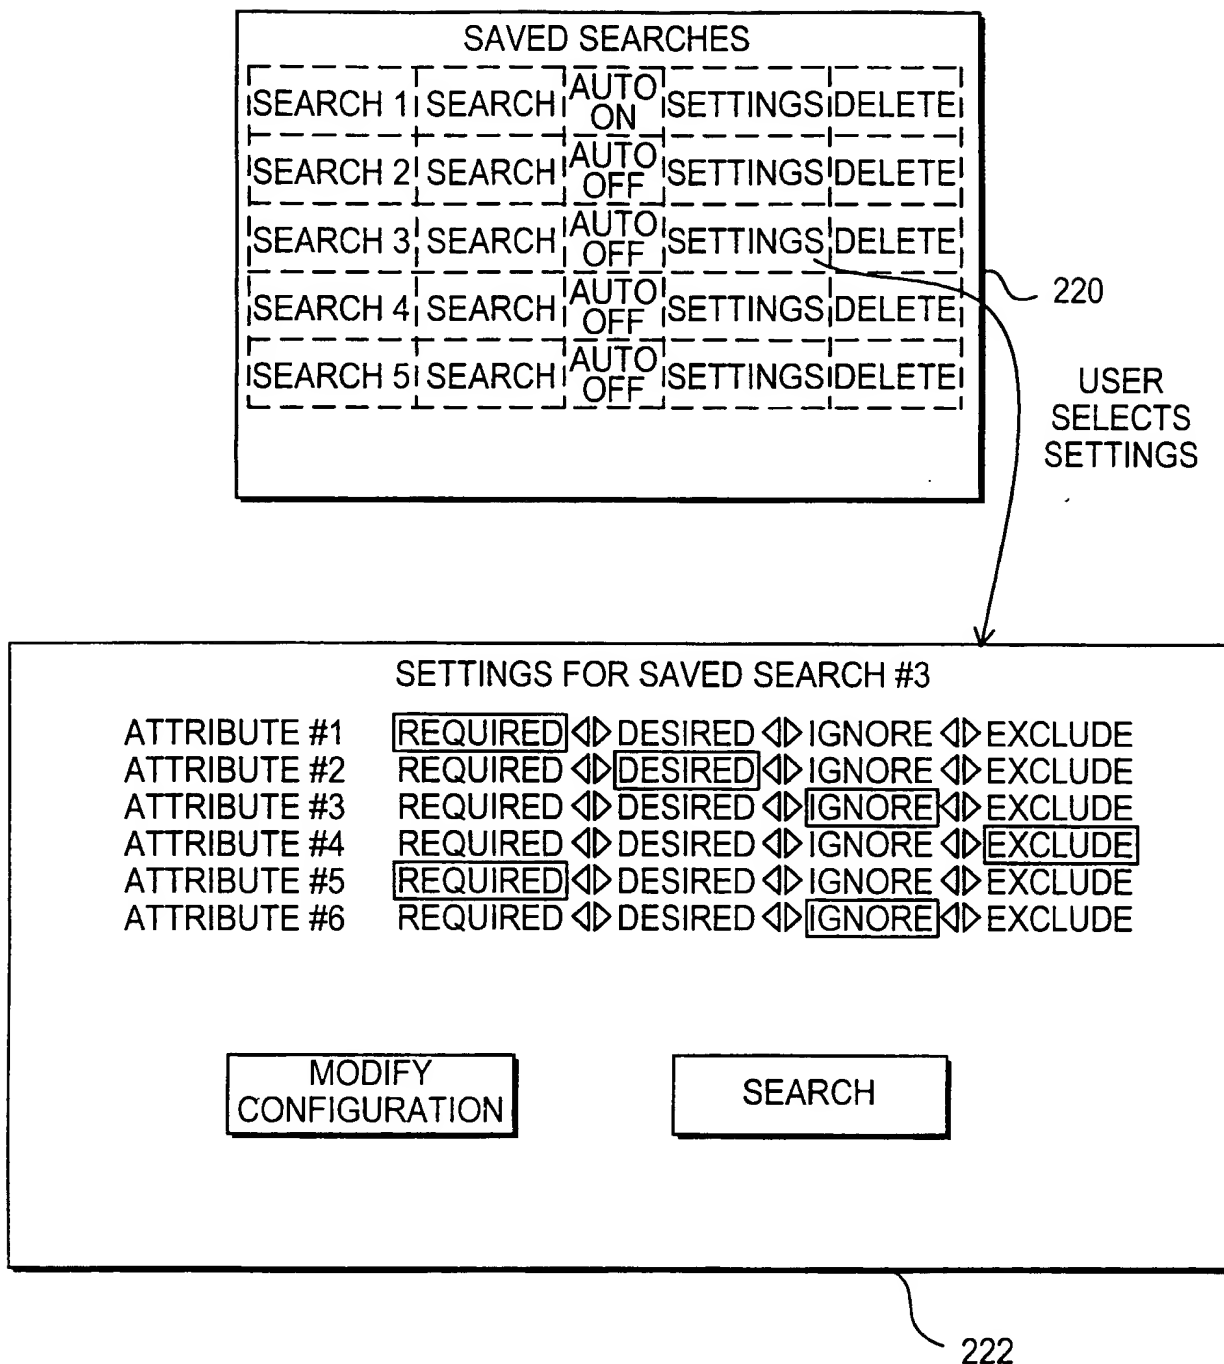 SAVED SEARCHES
SEARCH 1 SEARCH AUTO ON SETTINGS DELETE
SEARCH 2 SEARCH AUTO OFF SETTINGS DELETE
SEARCH 3 SEARCH AUTO OFF SETTINGS DELETE
SEARCH 4 SEARCH AUTO OFF SETTINGS DELETE
SEARCH 5 SEARCH AUTO OFF SETTINGS DELETE
220
USER
SELECTS
SETTINGS
SETTINGS FOR SAVED SEARCH #3
ATTRIBUTE #1 REQUIRED DESIRED IGNORE EXCLUDE
ATTRIBUTE #2 REQUIRED DESIRED IGNORE EXCLUDE
ATTRIBUTE #3 REQUIRED DESIRED IGNORE EXCLUDE
ATTRIBUTE #4 REQUIRED DESIRED IGNORE EXCLUDE
ATTRIBUTE #5 REQUIRED DESIRED IGNORE EXCLUDE
ATTRIBUTE #6 REQUIRED DESIRED IGNORE EXCLUDE
MODIFY
CONFIGURATION
SEARCH
222